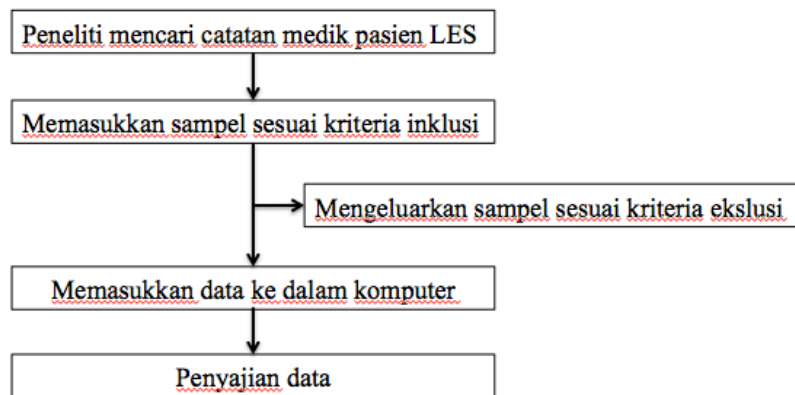 Peneliti mencari catatan medik pasien LES
Memasukkan sampel sesuai kriteria inklusi
Mengeluarkan sampel sesuai kriteria ekslusi
Memasukkan data ke dalam komputer
Penyajian data